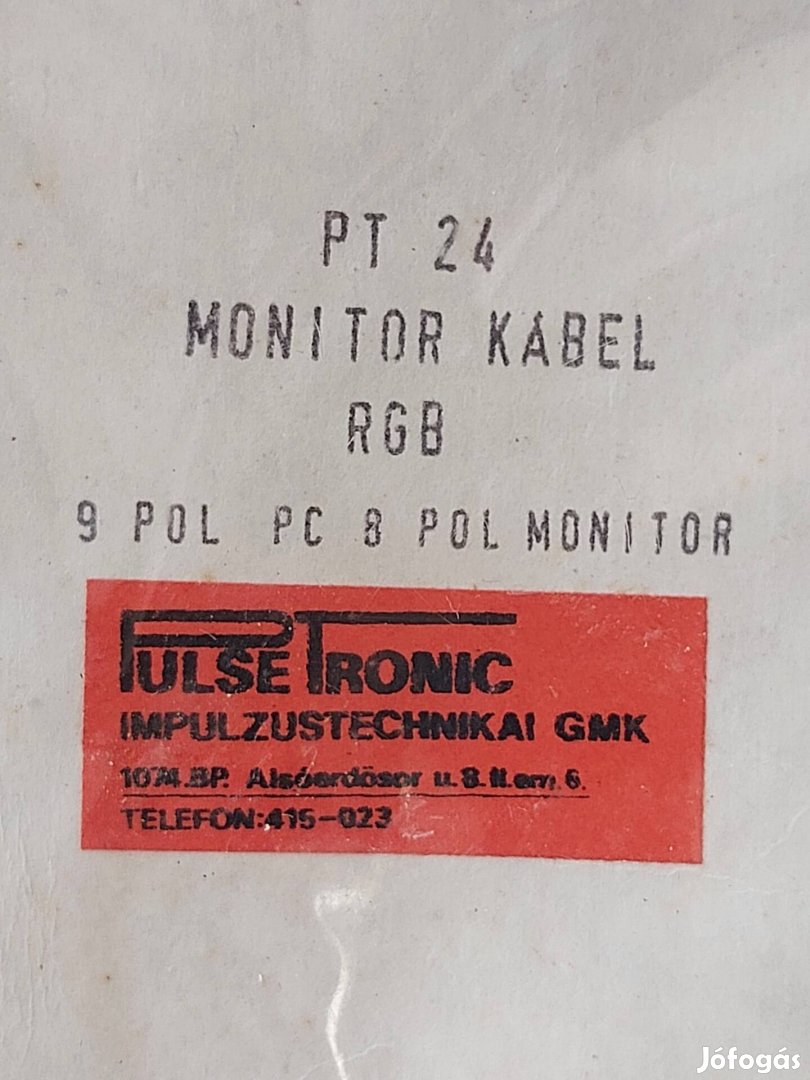 PT 24
MONITOR KABEL
RGB
9 POL PC 8 POL MONITOR
PULSE TRONIC
IMPULZUSTECHNIKAI GMK
1074.BP. Alsóerdösor u.8.II.em.6.
TELEFON:415-023
Jófogás